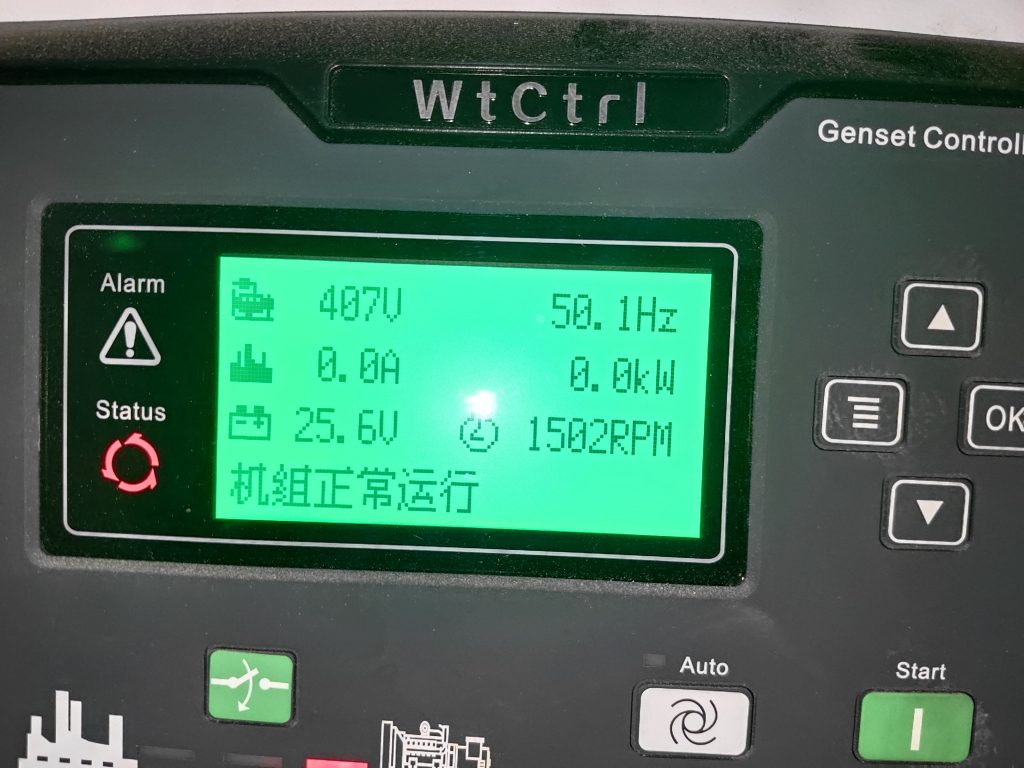 WtCtrl
Genset Controll
Alarm
407V 50.1Hz
0.0A 0.0kW
Status
25.6V 1502RPM
机组正常运行
OK
Auto
Start